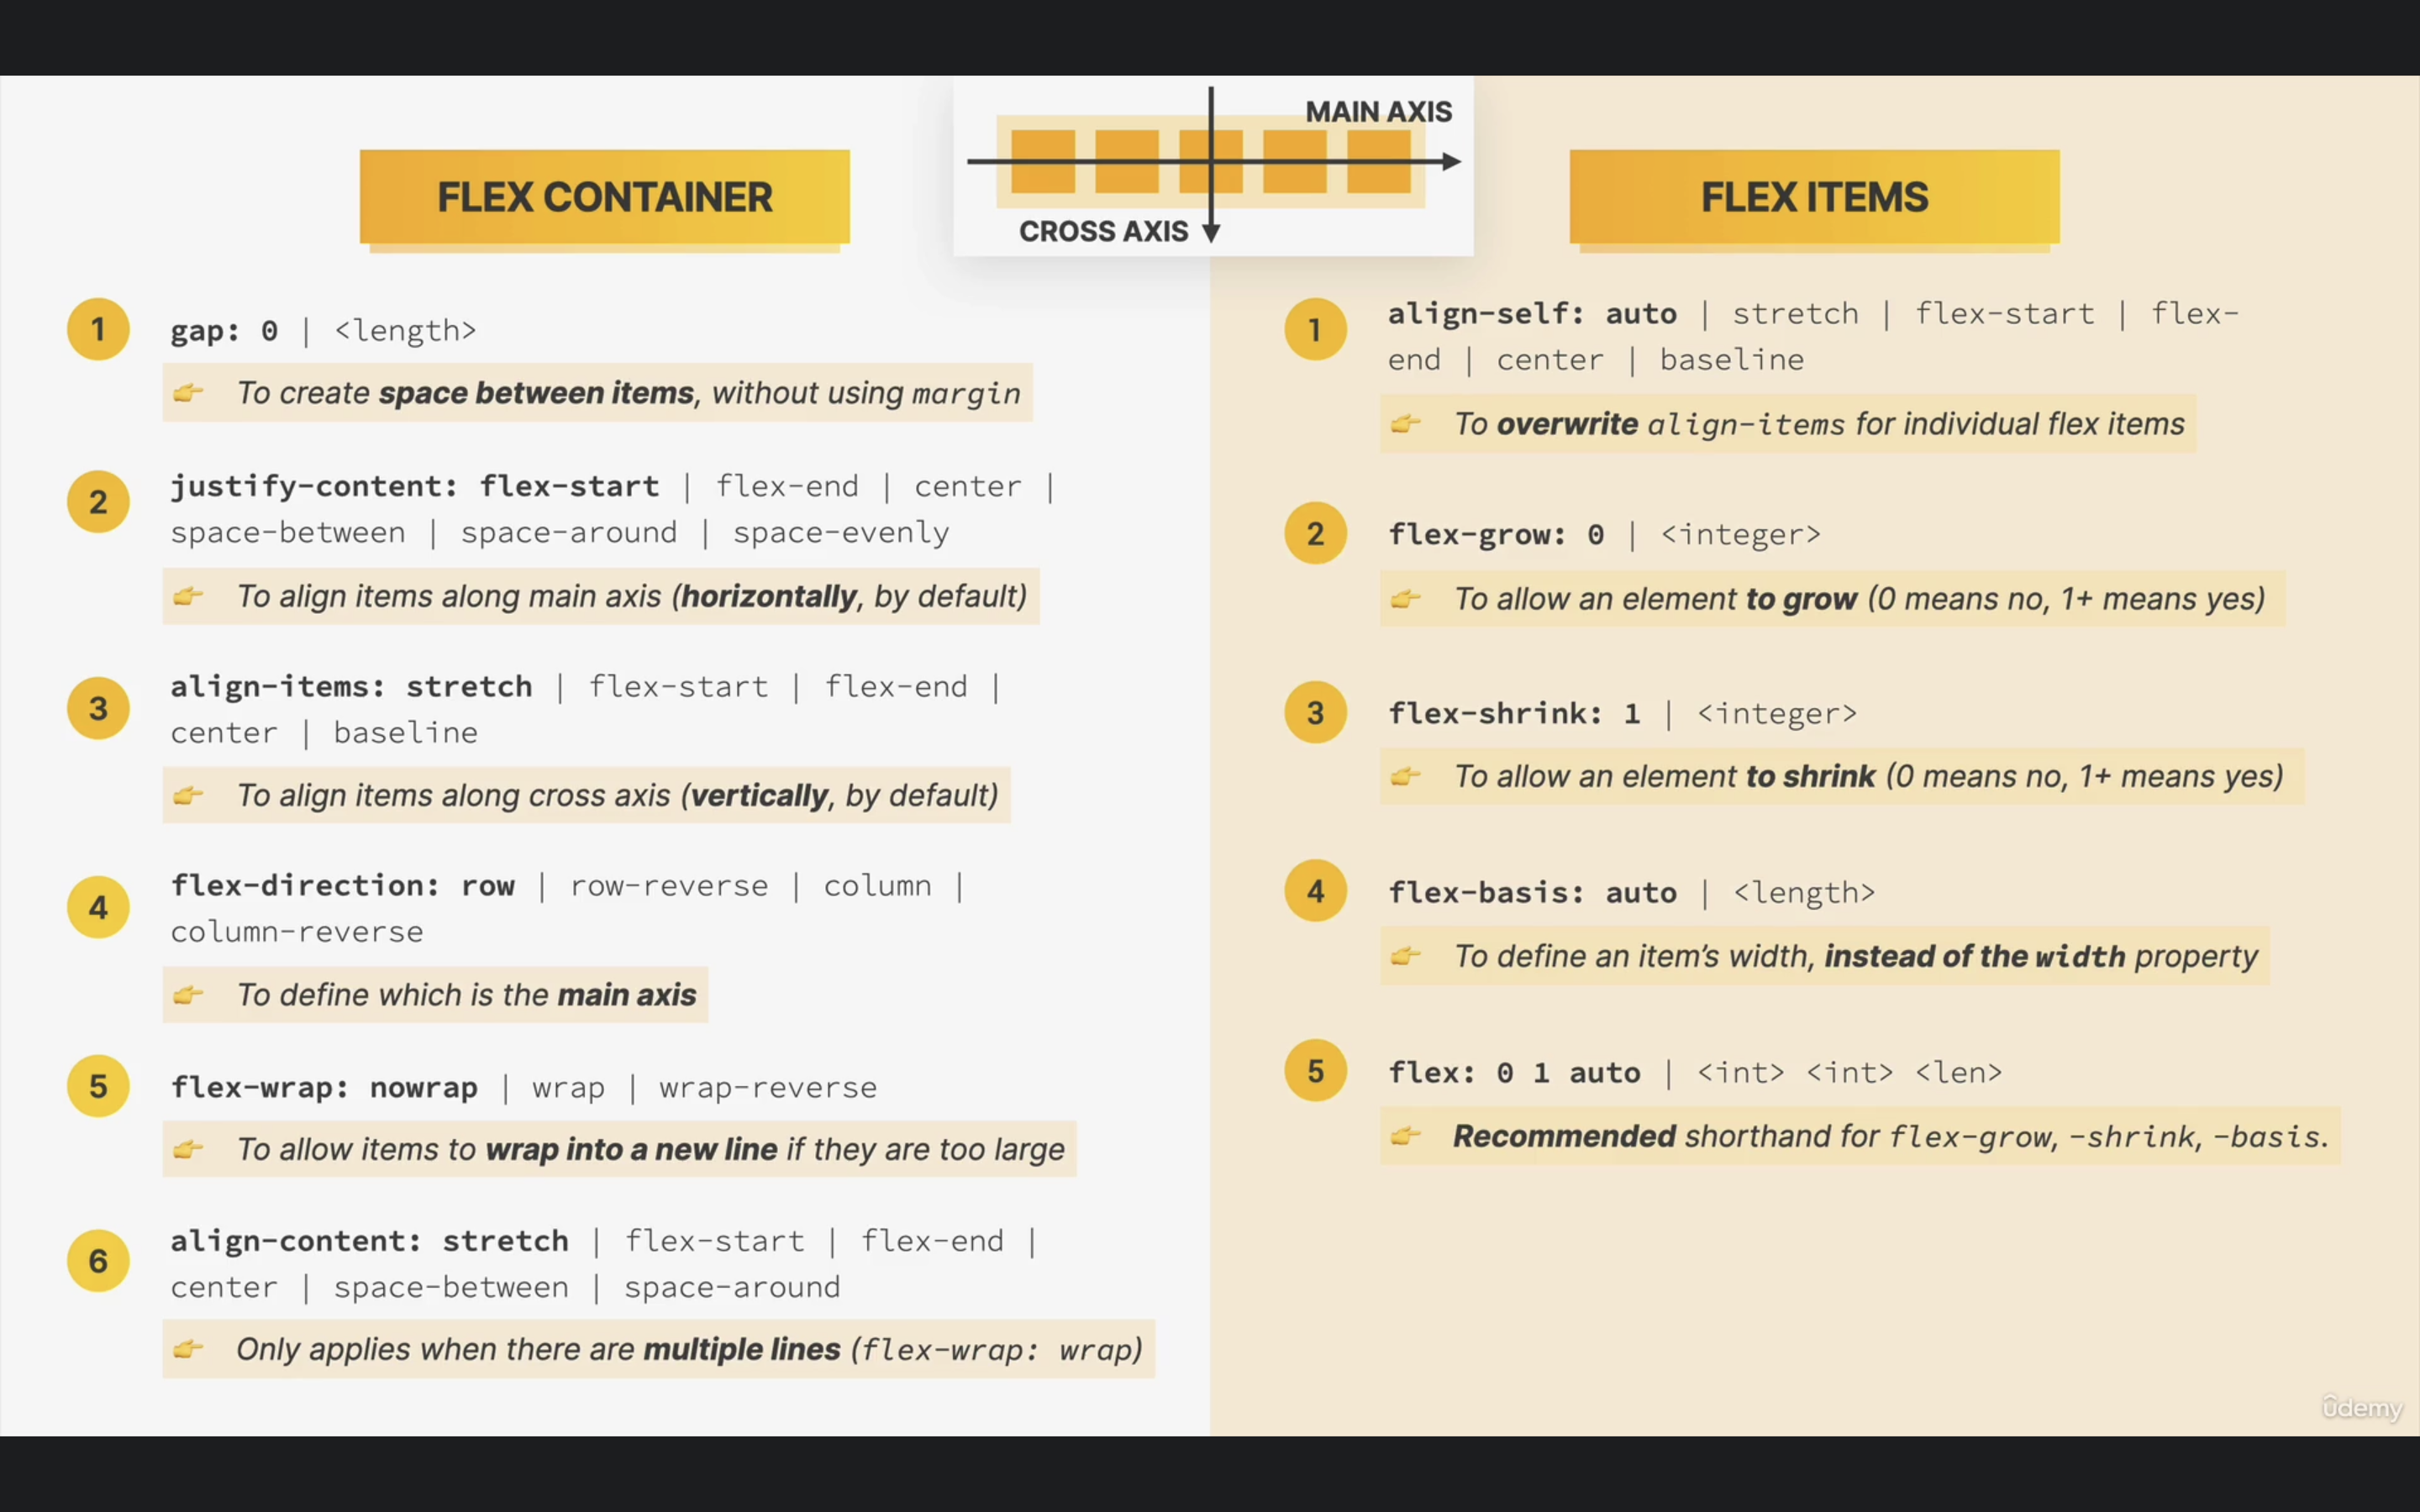 MAIN AXIS
CROSS AXIS
FLEX CONTAINER
1
gap: 0 | <length>
👉 To create space between items, without using margin
2
justify-content: flex-start | flex-end | center |
space-between | space-around | space-evenly
👉 To align items along main axis (horizontally, by default)
3
align-items: stretch | flex-start | flex-end |
center | baseline
👉 To align items along cross axis (vertically, by default)
4
flex-direction: row | row-reverse | column |
column-reverse
👉 To define which is the main axis
5
flex-wrap: nowrap | wrap | wrap-reverse
👉 To allow items to wrap into a new line if they are too large
6
align-content: stretch | flex-start | flex-end |
center | space-between | space-around
👉 Only applies when there are multiple lines (flex-wrap: wrap)
FLEX ITEMS
1
align-self: auto | stretch | flex-start | flex-
end | center | baseline
👉 To overwrite align-items for individual flex items
2
flex-grow: 0 | <integer>
👉 To allow an element to grow (0 means no, 1+ means yes)
3
flex-shrink: 1 | <integer>
👉 To allow an element to shrink (0 means no, 1+ means yes)
4
flex-basis: auto | <length>
👉 To define an item’s width, instead of the width property
5
flex: 0 1 auto | <int> <int> <len>
👉 Recommended shorthand for flex-grow, -shrink, -basis.
udemy